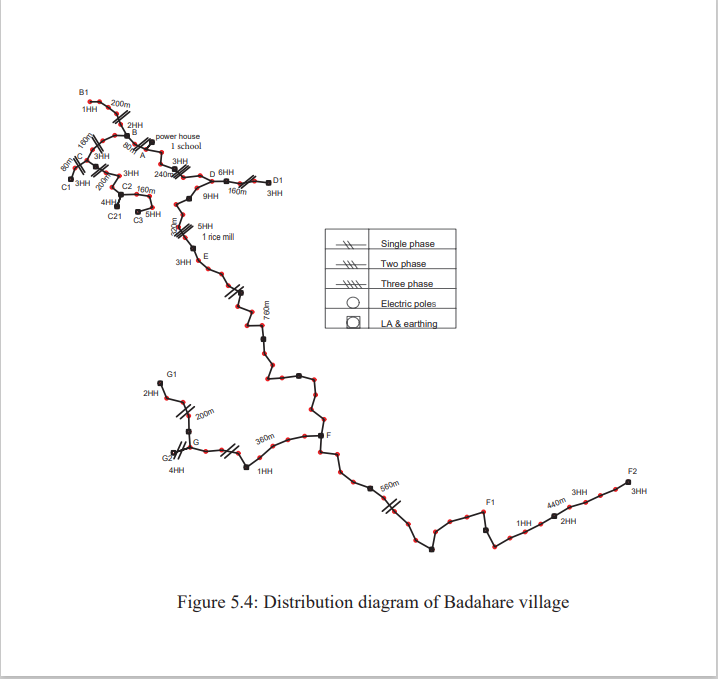 B1
200m
1HH
2HH
B
power house
1 school
80m
A
160m
C
3HH
3HH
80m
C1
3HH
200m
3HH
240m
D
6HH
D1
160m
3HH
9HH
C2
160m
4HH
C21
C3
5HH
320m
5HH
1 rice mill
3HH
E
Single phase
Two phase
Three phase
Electric poles
LA & earthing
760m
G1
2HH
200m
G
G2
4HH
360m
1HH
F
560m
F1
1HH
440m
2HH
3HH
F2
3HH
Figure 5.4: Distribution diagram of Badahare village